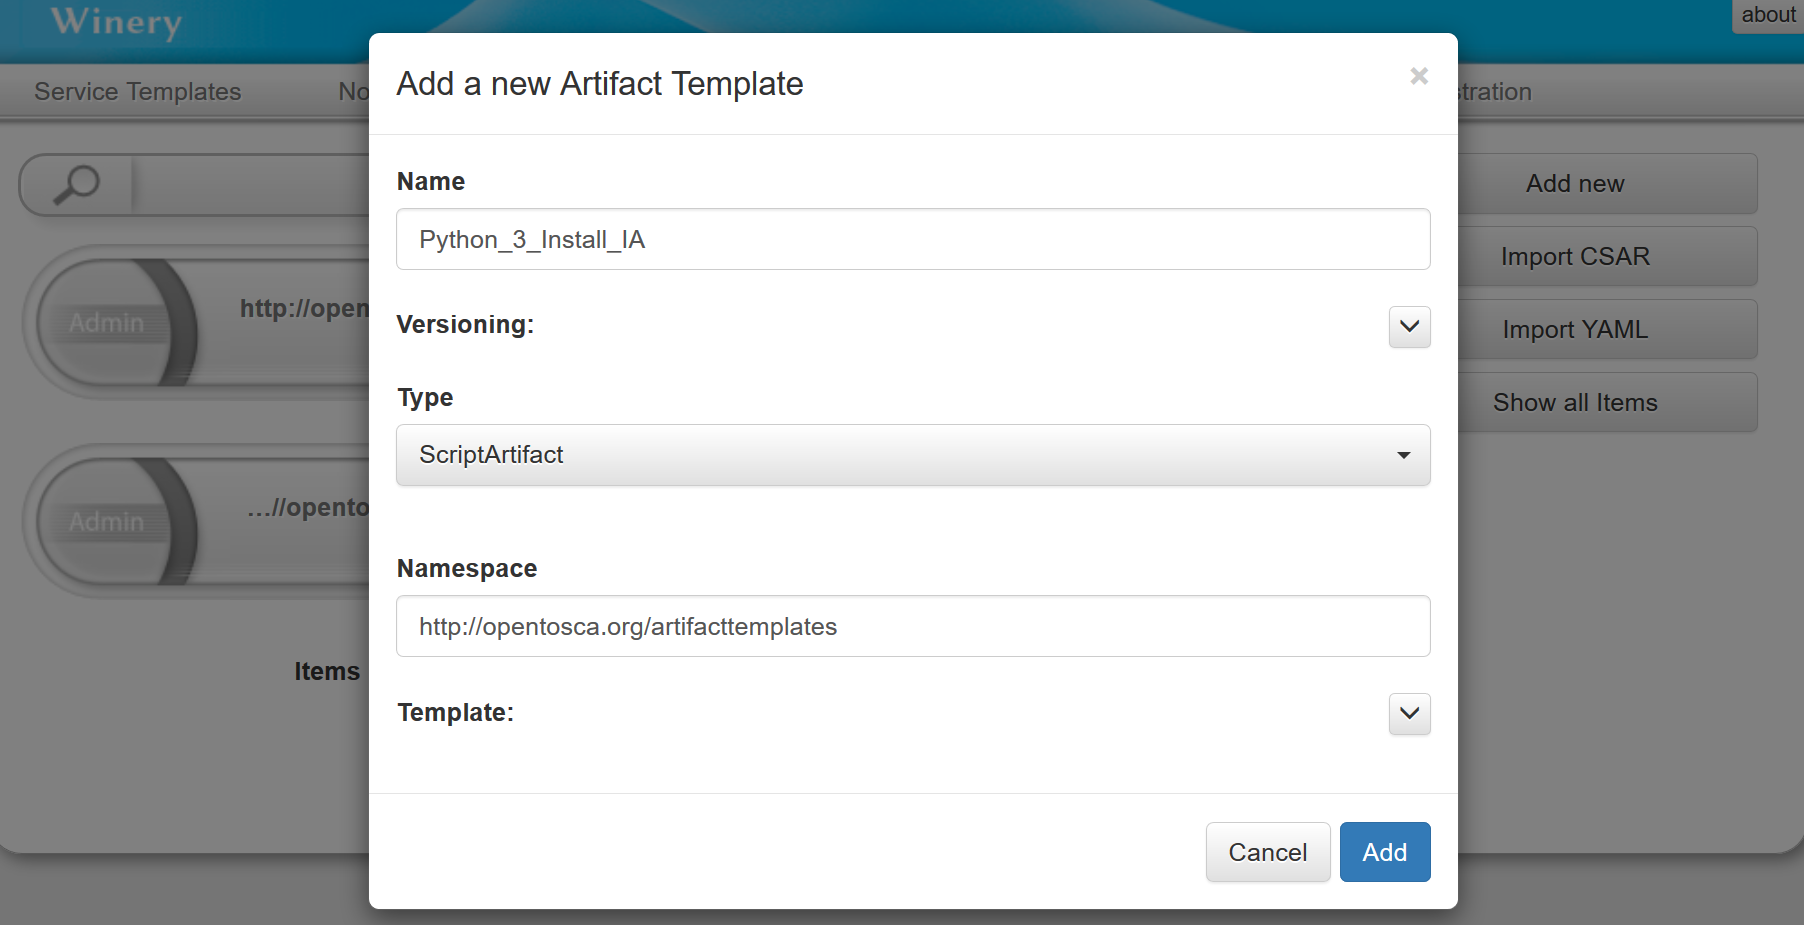 Winery
about
Service Templates
No
stration
Add a new Artifact Template
×
Name
Python_3_Install_IA
Versioning:
Type
ScriptArtifact
Namespace
http://opentosca.org/artifacttemplates
Template:
Cancel
Add
Admin
http://open
Admin
...//opento
Items
Add new
Import CSAR
Import YAML
Show all Items